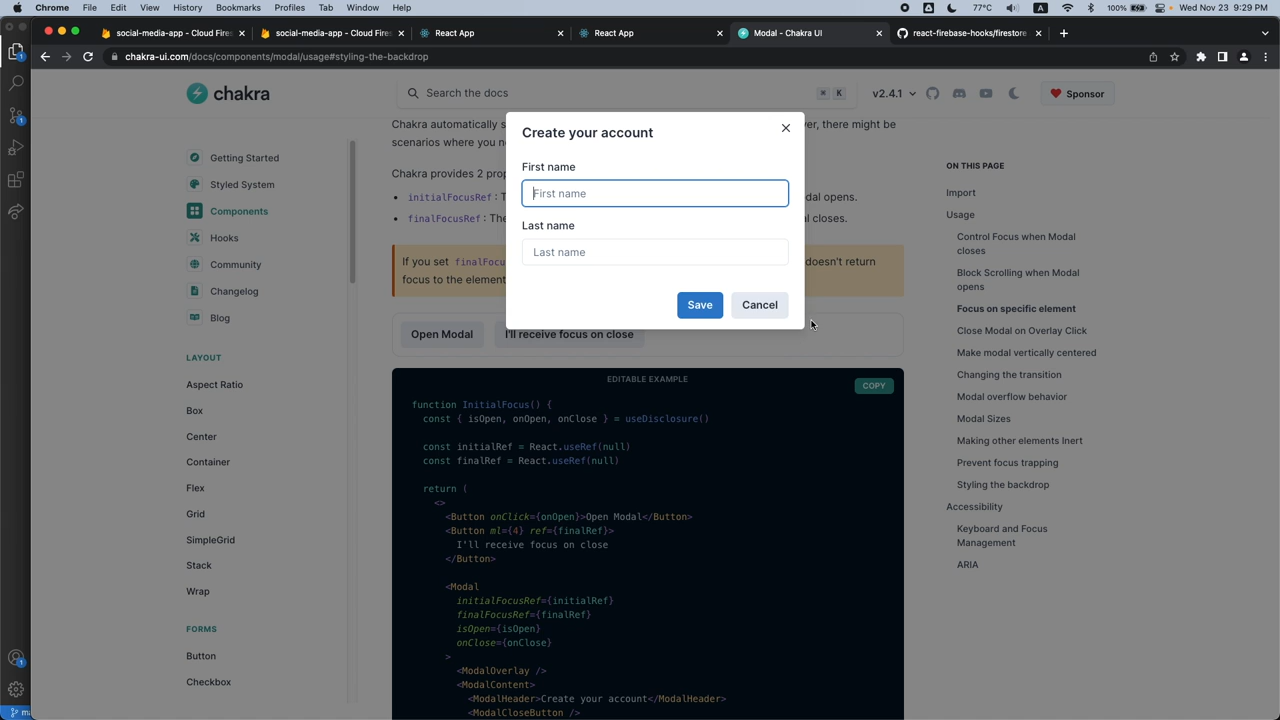 Chrome File Edit View History Bookmarks Profiles Tab Window Help 77°C A 100% Wed Nov 23 9:29 PM
social-media-app - Cloud Fires social-media-app - Cloud Fires React App React App Modal - Chakra UI react-firebase-hooks/firestore
chakra-ui.com/docs/components/modal/usage#styling-the-backdrop
chakra
Search the docs
⌘ K
v2.4.1
Sponsor
Getting Started
Styled System
Components
Hooks
Community
Changelog
Blog
LAYOUT
Aspect Ratio
Box
Center
Container
Flex
Grid
SimpleGrid
Stack
Wrap
FORMS
Button
Checkbox
Chakra automatically s
, there might be
scenarios where you n
Chakra provides 2 prop
• initialFocusRef: T
dal opens.
• finalFocusRef: The
al closes.
If you set finalFocu
doesn't return
focus to the element
Create your account
First name
First name
Last name
Last name
Save
Cancel
Open Modal
I'll receive focus on close
EDITABLE EXAMPLE
COPY
function InitialFocus() {
const { isOpen, onOpen, onClose } = useDisclosure()
const initialRef = React.useRef(null)
const finalRef = React.useRef(null)
return (
<>
<Button onClick={onOpen}>Open Modal</Button>
<Button ml={4} ref={finalRef}>
I'll receive focus on close
</Button>
<Modal
initialFocusRef={initialRef}
finalFocusRef={finalRef}
isOpen={isOpen}
onClose={onClose}
>
<ModalOverlay />
<ModalContent>
<ModalHeader>Create your account</ModalHeader>
<ModalCloseButton />
ON THIS PAGE
Import
Usage
Control Focus when Modal
closes
Block Scrolling when Modal
opens
Focus on specific element
Close Modal on Overlay Click
Make modal vertically centered
Changing the transition
Modal overflow behavior
Modal Sizes
Making other elements Inert
Prevent focus trapping
Styling the backdrop
Accessibility
Keyboard and Focus
Management
ARIA